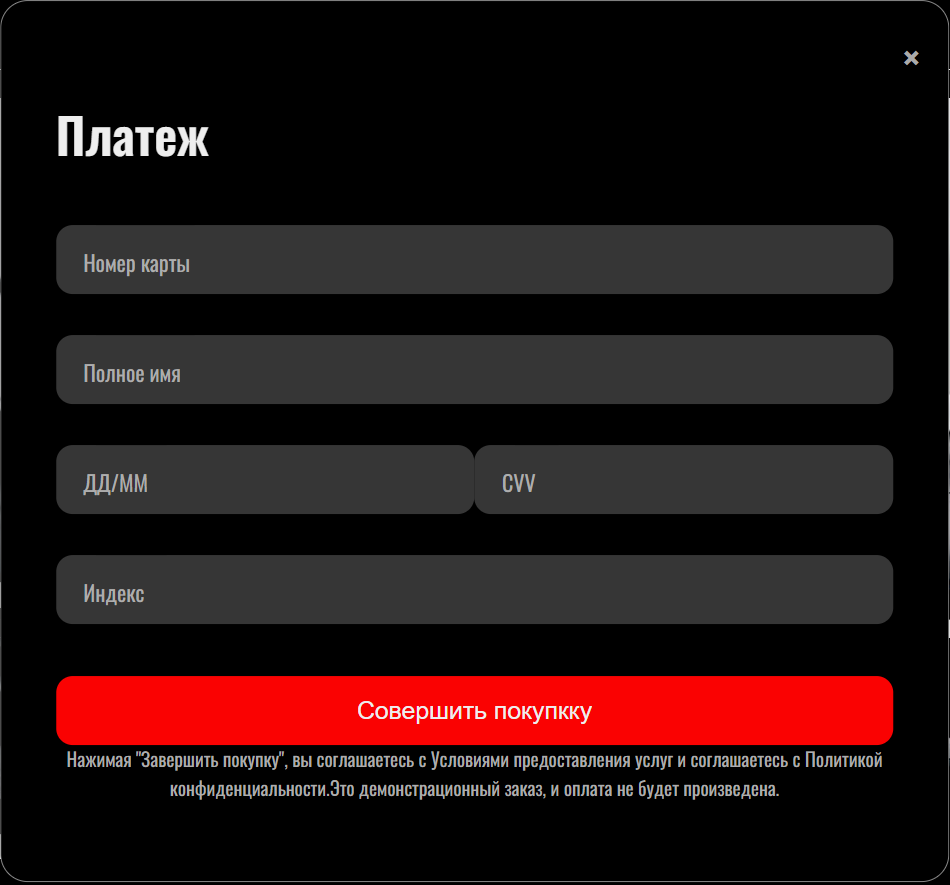 Платеж
Номер карты
Полное имя
ДД/ММ
CVV
Индекс
Совершить покупкку
Нажимая "Завершить покупку", вы соглашаетесь с Условиями предоставления услуг и соглашаетесь с Политикой
конфиденциальности.Это демонстрационный заказ, и оплата не будет произведена.